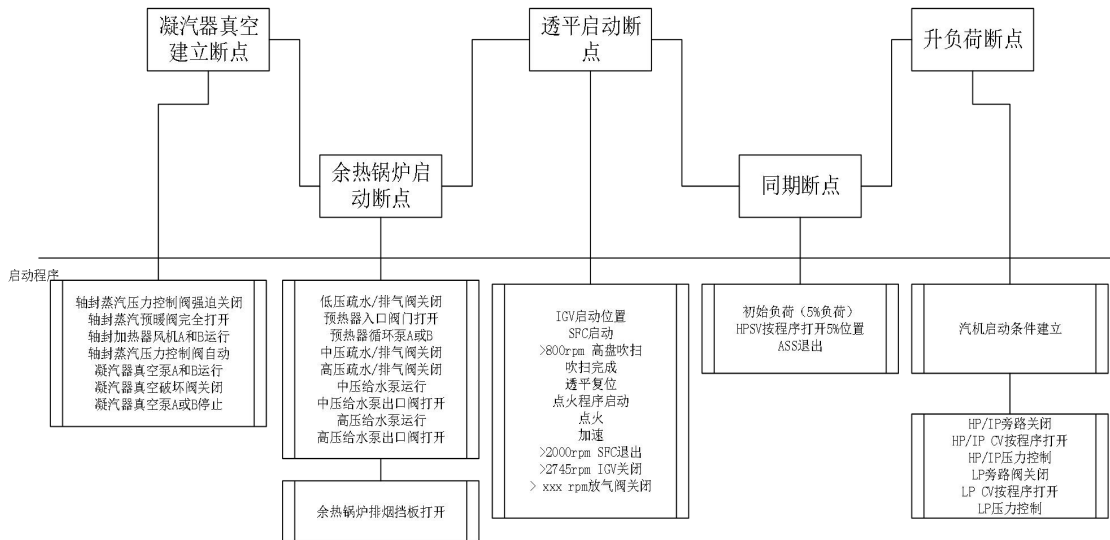 凝汽器真空
建立断点
透平启动断
点
升负荷断点
余热锅炉启
动断点
同期断点
启动程序
轴封蒸汽压力控制阀强迫关闭
轴封蒸汽预暖阀完全打开
轴封加热器风机A和B运行
轴封蒸汽压力控制阀自动
凝汽器真空泵A和B运行
凝汽器真空破坏阀关闭
凝汽器真空泵A或B停止
低压疏水/排气阀关闭
预热器入口阀门打开
预热器循环泵A或B
中压疏水/排气阀关闭
高压疏水/排气阀关闭
中压给水泵运行
中压给水泵出口阀打开
高压给水泵运行
高压给水泵出口阀打开
余热锅炉排烟挡板打开
IGV启动位置
SFC启动
>800rpm 高盘吹扫
吹扫完成
透平复位
点火程序启动
点火
加速
>2000rpm SFC退出
>2745rpm IGV关闭
> xxx rpm放气阀关闭
初始负荷（5%负荷）
HPSV按程序打开5%位置
ASS退出
汽机启动条件建立
HP/IP旁路关闭
HP/IP CV按程序打开
HP/IP压力控制
LP旁路阀关闭
LP CV按程序打开
LP压力控制